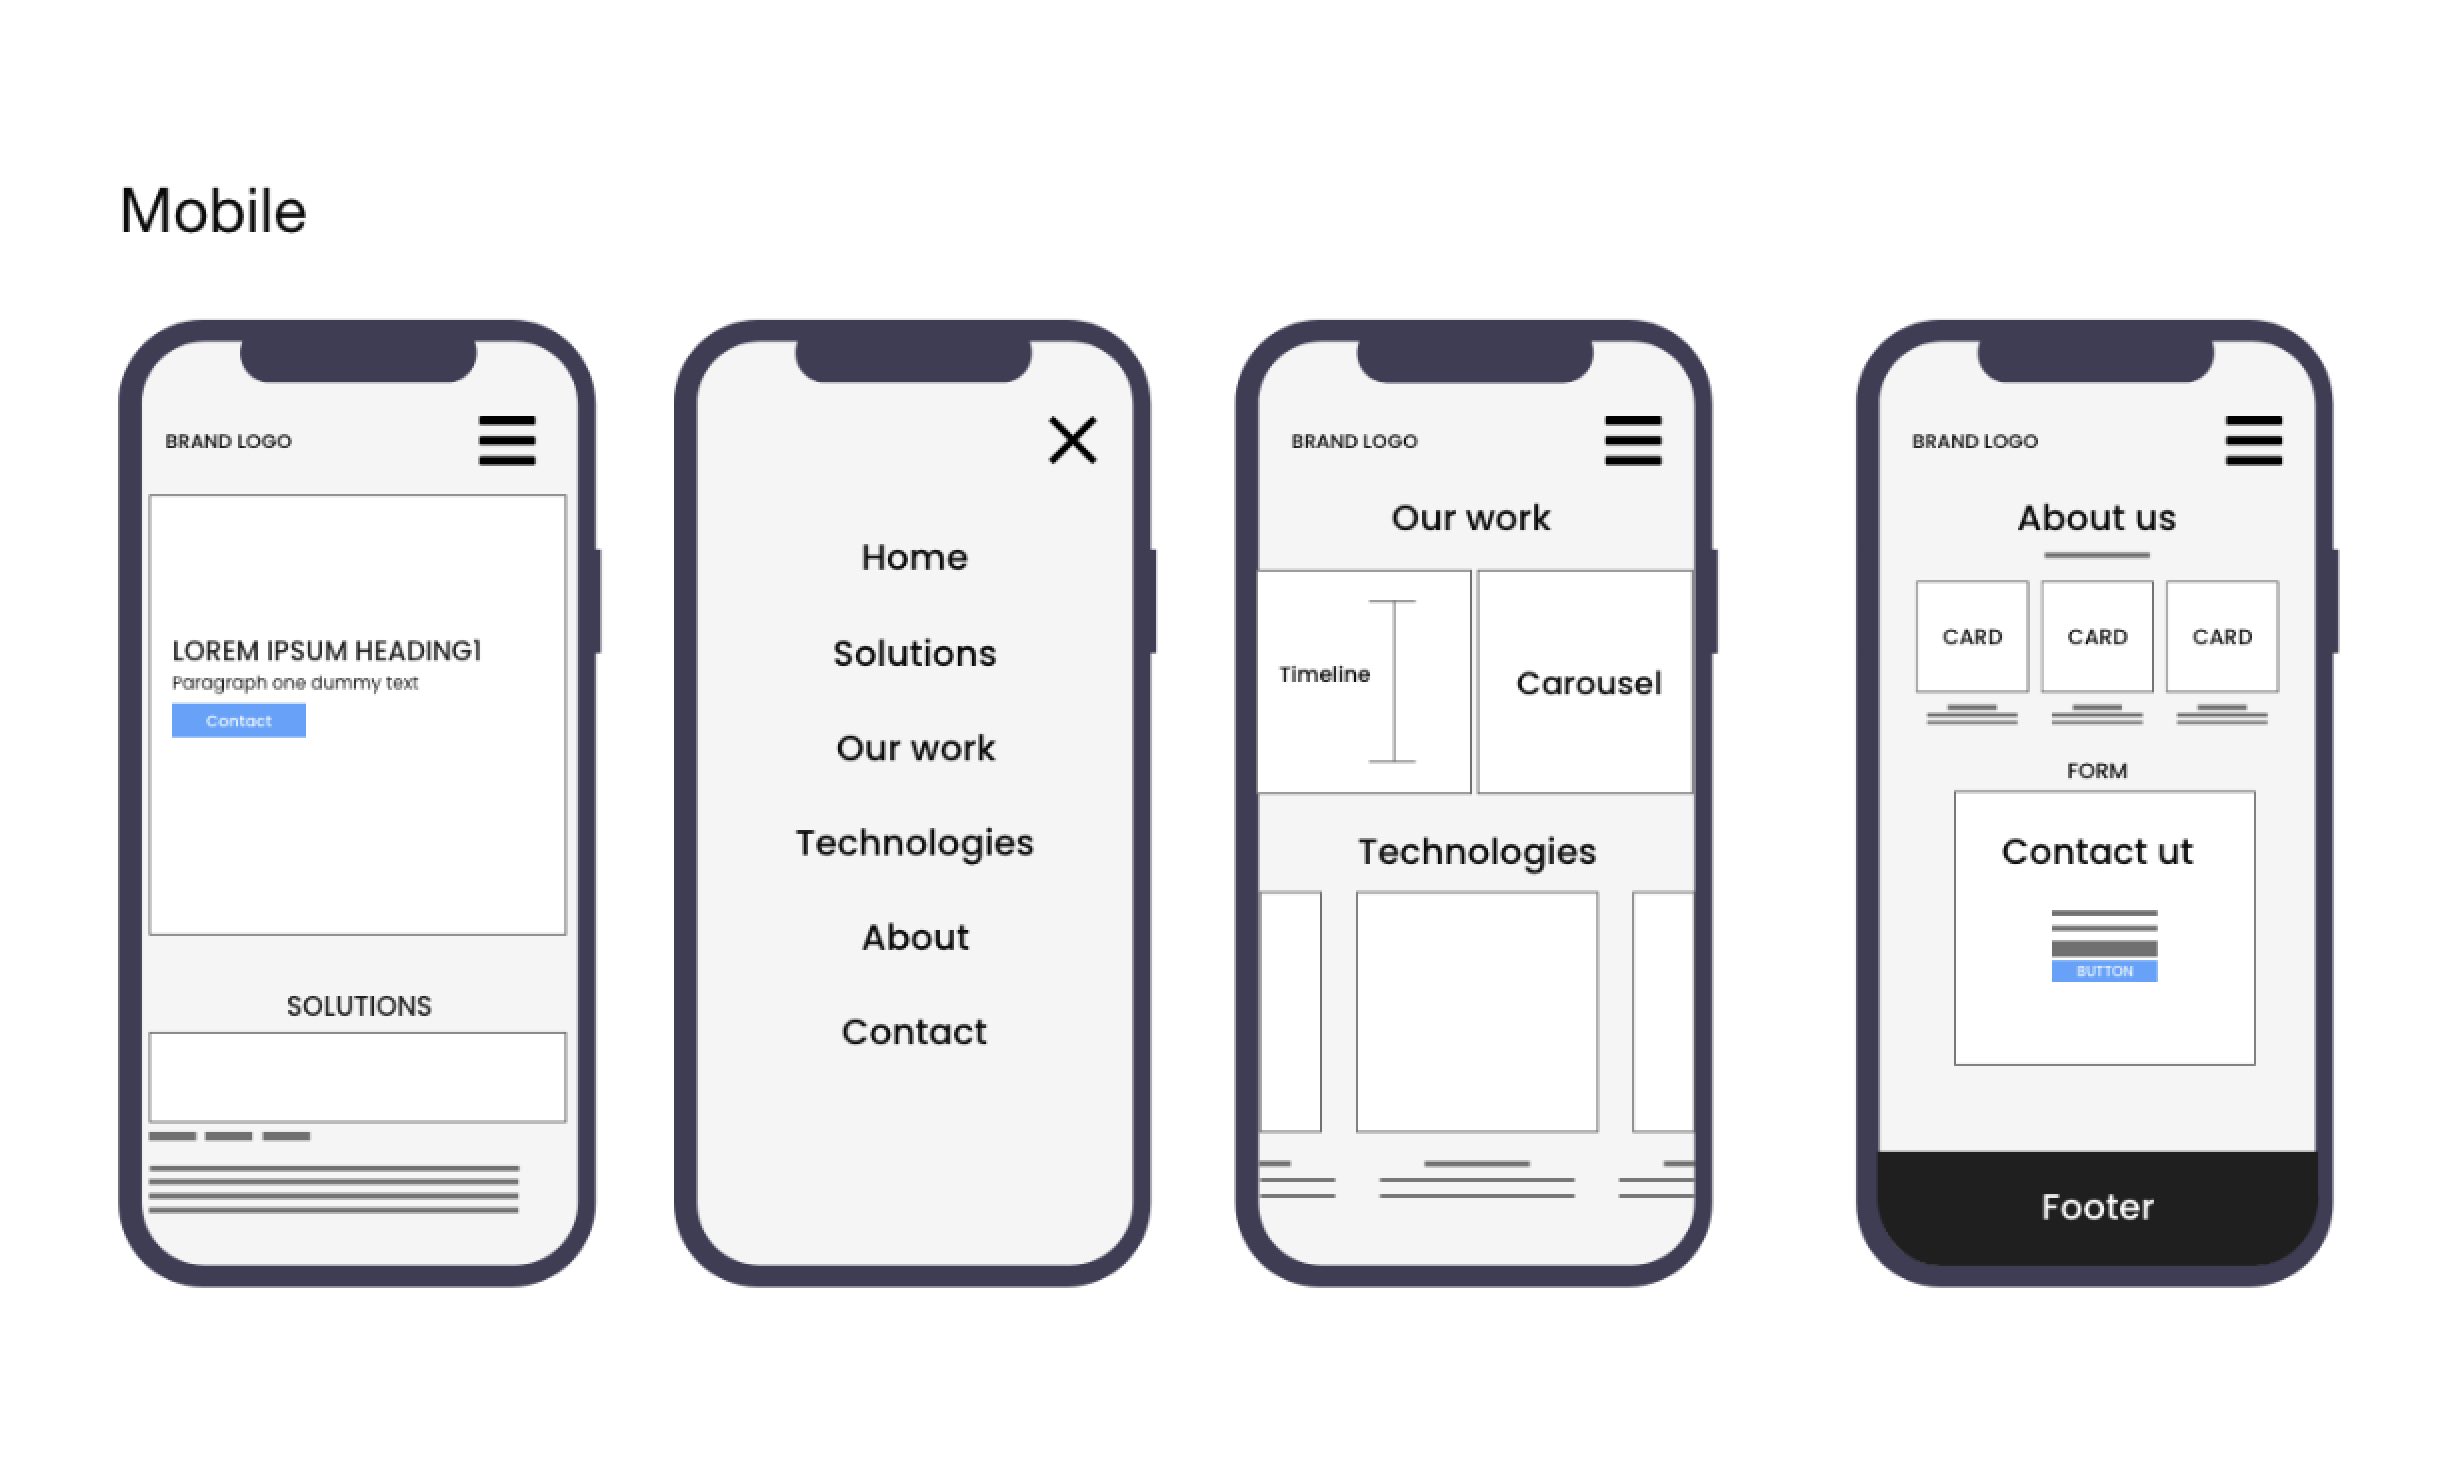 Mobile
BRAND LOGO
LOREM IPSUM HEADING1
Paragraph one dummy text
Contact
SOLUTIONS
Home
Solutions
Our work
Technologies
About
Contact
BRAND LOGO
Our work
Timeline
Carousel
Technologies
BRAND LOGO
About us
CARD CARD CARD
FORM
Contact ut
BUTTON
Footer